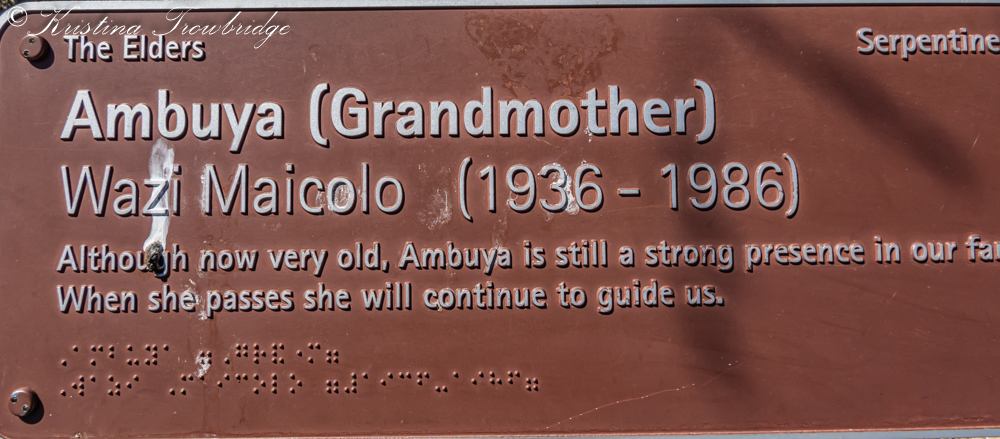 © Kristina Trowbridge
The Elders
Serpentine
Ambuya (Grandmother)
Wazi Maicolo (1936 – 1986)
Although now very old, Ambuya is still a strong presence in our
When she passes she will continue to guide us.